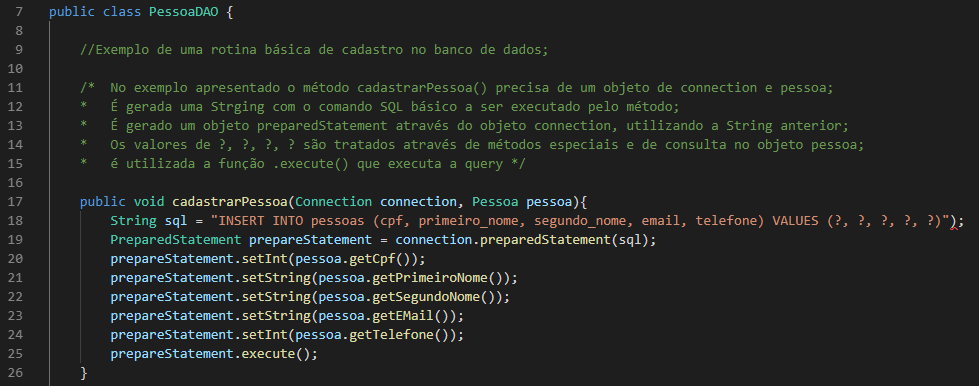 7 public class PessoaDAO {
8
9 //Exemplo de uma rotina básica de cadastro no banco de dados;
10
11 /* No exemplo apresentado o método cadastrarPessoa() precisa de um objeto de connection e pessoa;
12 * É gerada uma Strging com o comando SQL básico a ser executado pelo método;
13 * É gerado um objeto preparedStatement através do objeto connection, utilizando a String anterior;
14 * Os valores de ?, ?, ?, ? são tratados através de métodos especiais e de consulta no objeto pessoa;
15 * é utilizada a função .execute() que executa a query */
16
17 public void cadastrarPessoa(Connection connection, Pessoa pessoa){
18 String sql = "INSERT INTO pessoas (cpf, primeiro_nome, segundo_nome, email, telefone) VALUES (?, ?, ?, ?, ?)");
19 PreparedStatement prepareStatement = connection.preparedStatement(sql);
20 prepareStatement.setInt(pessoa.getCpf());
21 prepareStatement.setString(pessoa.getPrimeiroNome());
22 prepareStatement.setString(pessoa.getSegundoNome());
23 prepareStatement.setString(pessoa.getEMail());
24 prepareStatement.setInt(pessoa.getTelefone());
25 prepareStatement.execute();
26 }